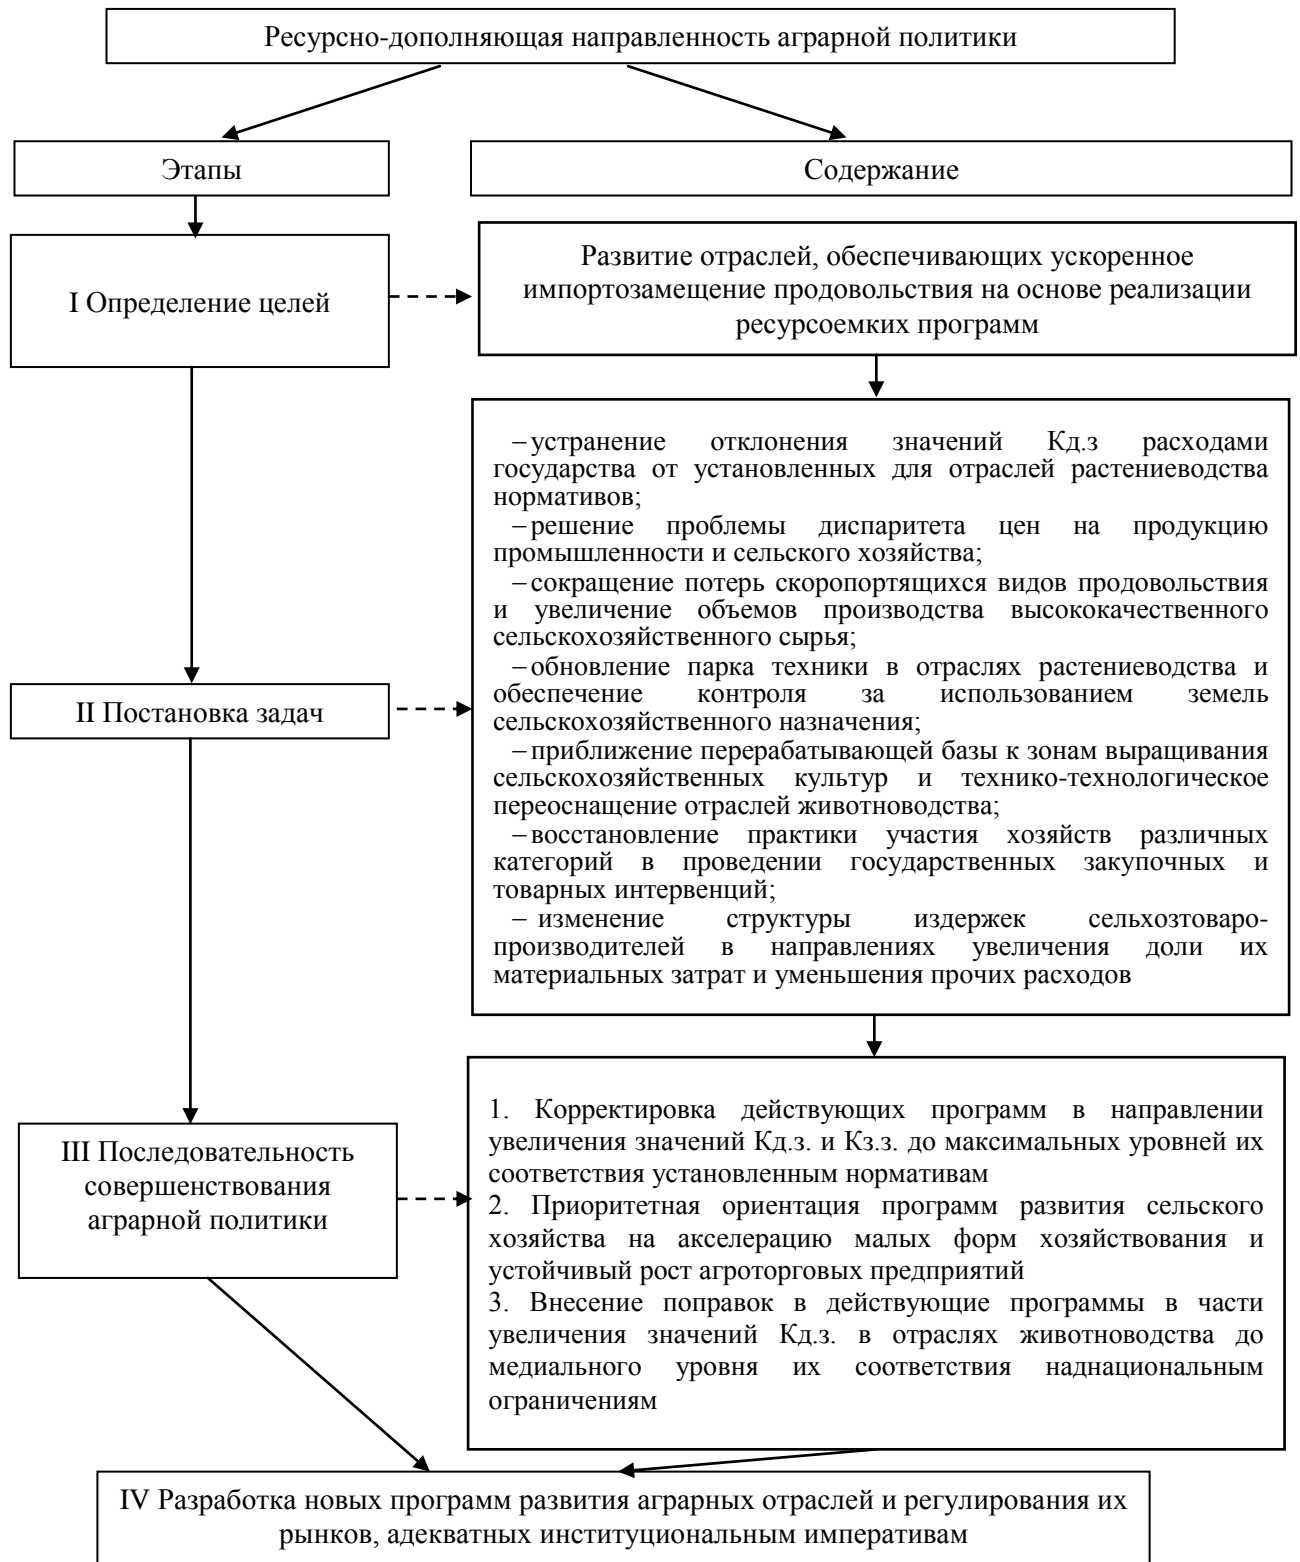 Ресурсно-дополняющая направленность аграрной политики
Этапы
Содержание
I Определение целей
Развитие отраслей, обеспечивающих ускоренное
импортозамещение продовольствия на основе реализации
ресурсоемких программ
–устранение отклонения значений Кд.з расходами
государства от установленных для отраслей растениеводства
нормативов;
–решение проблемы диспаритета цен на продукцию
промышленности и сельского хозяйства;
–сокращение потерь скоропортящихся видов продовольствия
и увеличение объемов производства высококачественного
сельскохозяйственного сырья;
–обновление парка техники в отраслях растениеводства и
обеспечение контроля за использованием земель
сельскохозяйственного назначения;
–приближение перерабатывающей базы к зонам выращивания
сельскохозяйственных культур и технико-технологическое
переоснащение отраслей животноводства;
–восстановление практики участия хозяйств различных
категорий в проведении государственных закупочных и
товарных интервенций;
– изменение структуры издержек сельхозтоваро-
производителей в направлениях увеличения доли их
материальных затрат и уменьшения прочих расходов
II Постановка задач
III Последовательность
совершенствования
аграрной политики
1. Корректировка действующих программ в направлении
увеличения значений Кд.з. и Кз.з. до максимальных уровней их
соответствия установленным нормативам
2. Приоритетная ориентация программ развития сельского
хозяйства на акселерацию малых форм хозяйствования и
устойчивый рост агроторговых предприятий
3. Внесение поправок в действующие программы в части
увеличения значений Кд.з. в отраслях животноводства до
медиального уровня их соответствия наднациональным
ограничениям
IV Разработка новых программ развития аграрных отраслей и регулирования их
рынков, адекватных институциональным императивам